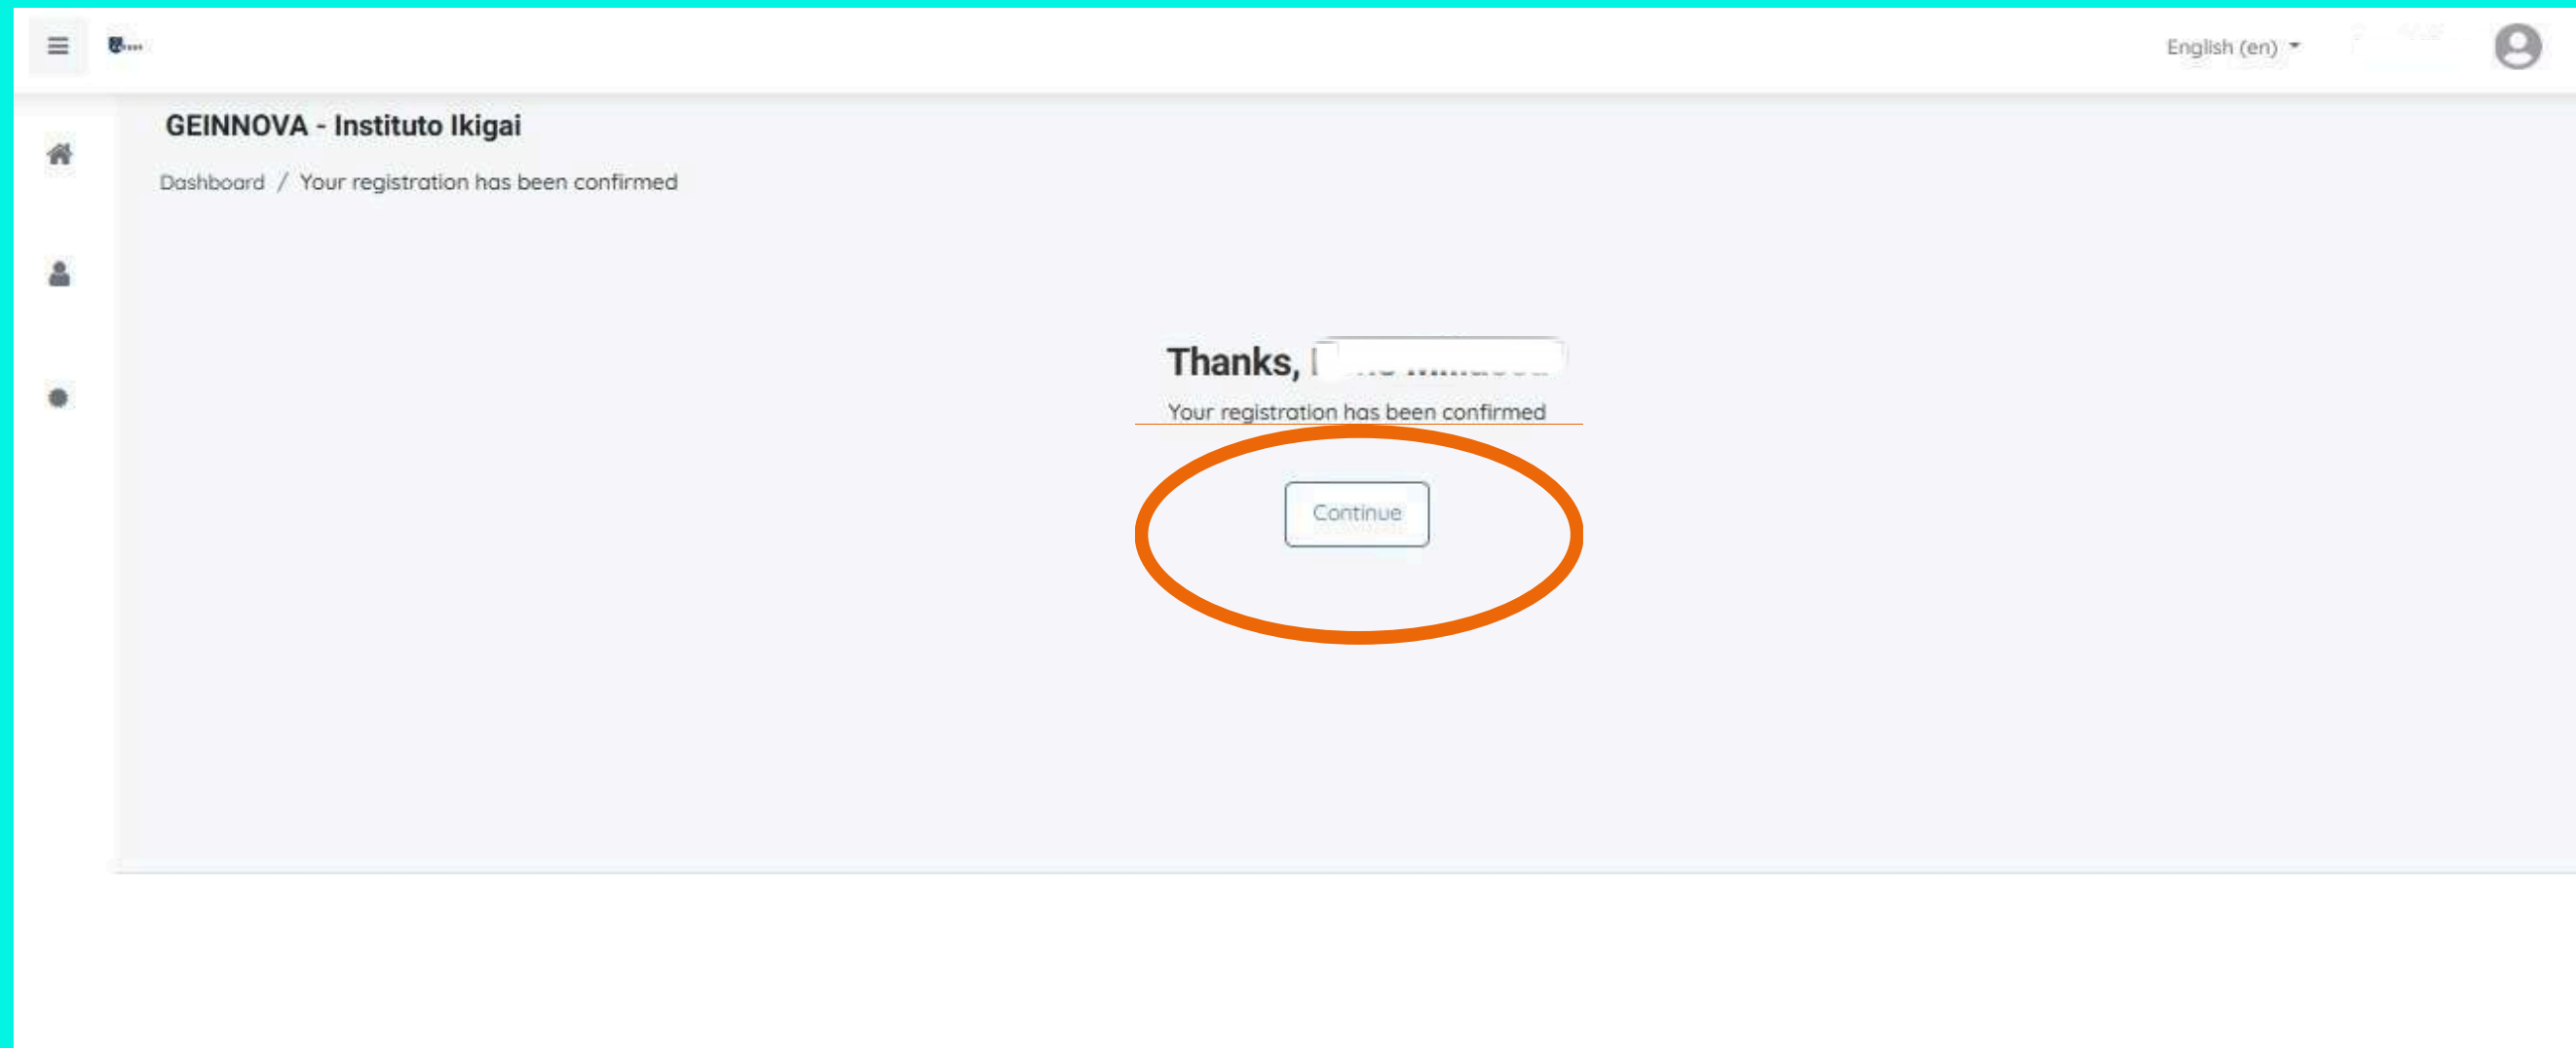 English (en)
GEINNOVA - Instituto Ikigai
Dashboard / Your registration has been confirmed
Thanks,
Your registration has been confirmed
Continue